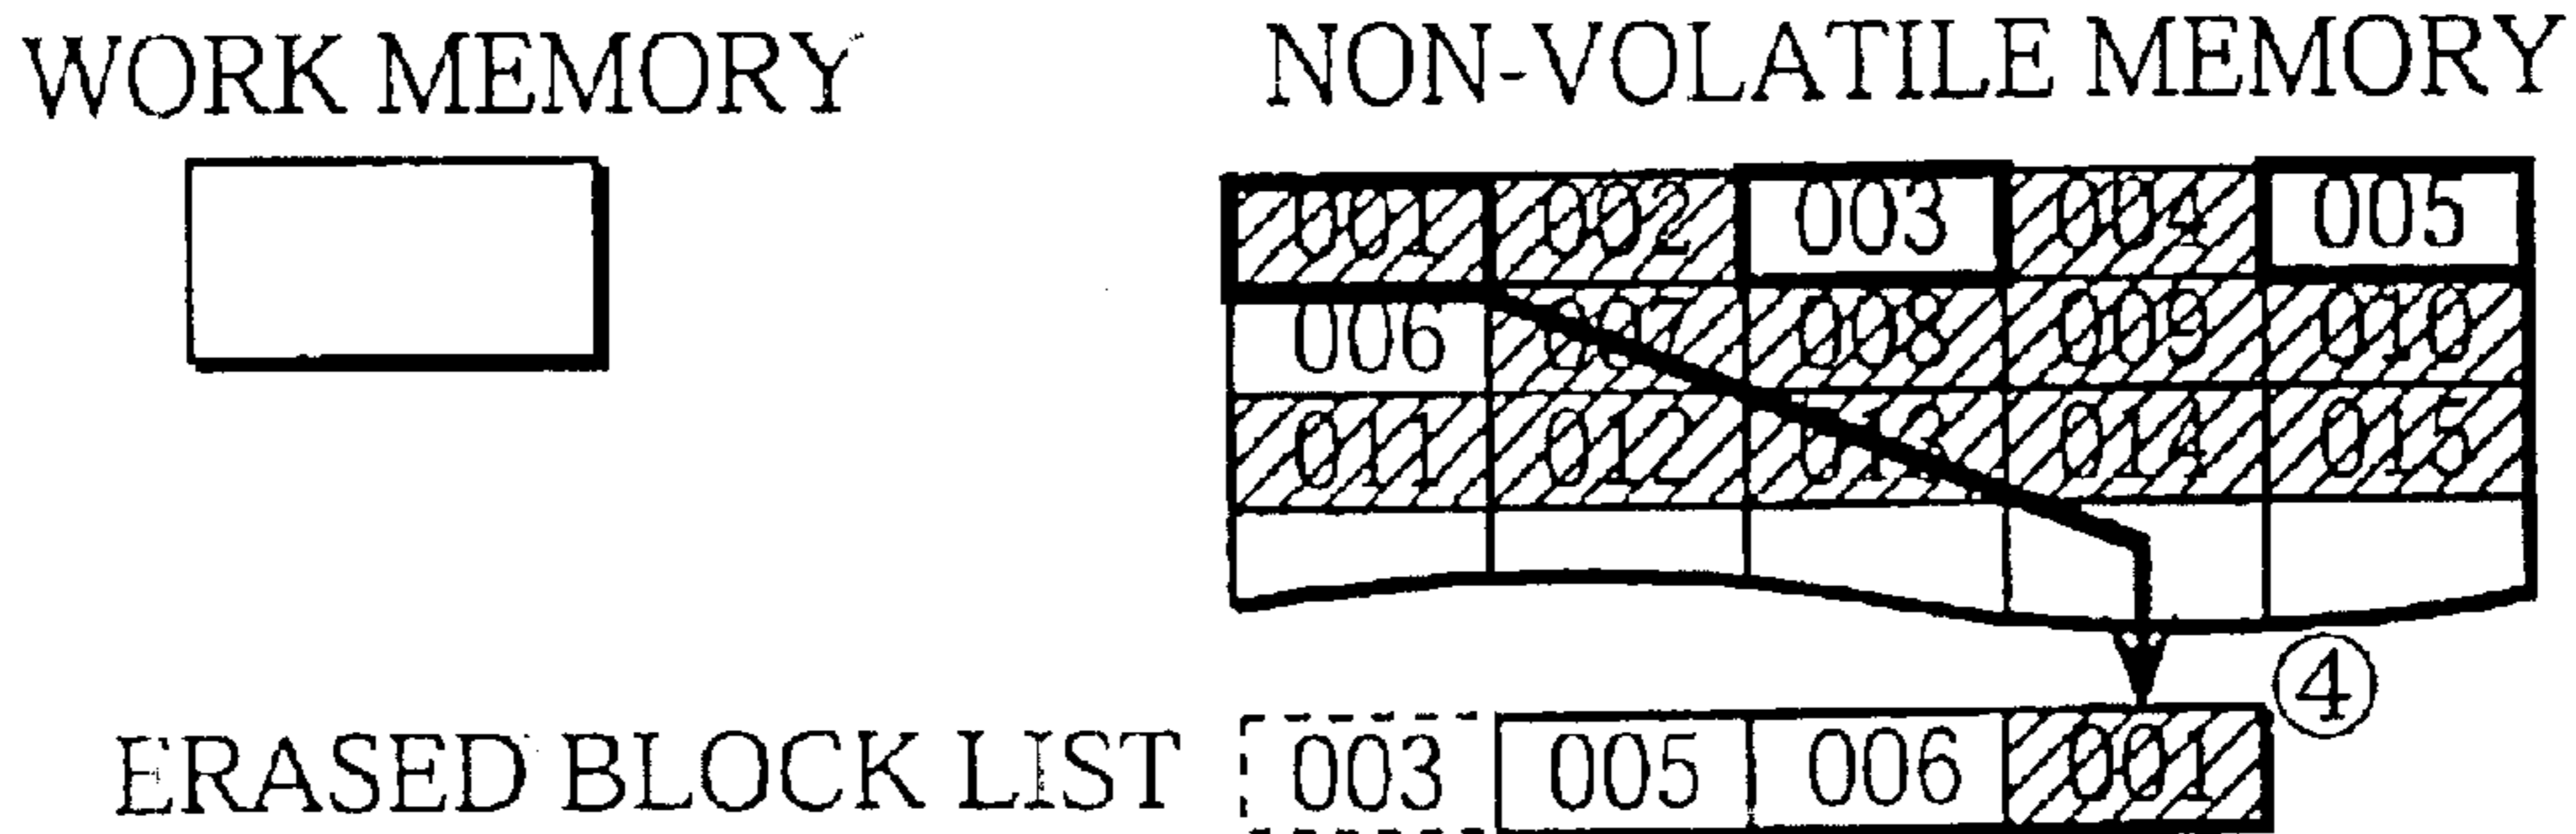 WORK MEMORY
NON-VOLATILE MEMORY
001 002 003 004 005
006 007 008 009 010
011 012 013 014 015
④
ERASED BLOCK LIST 003 005 006 001